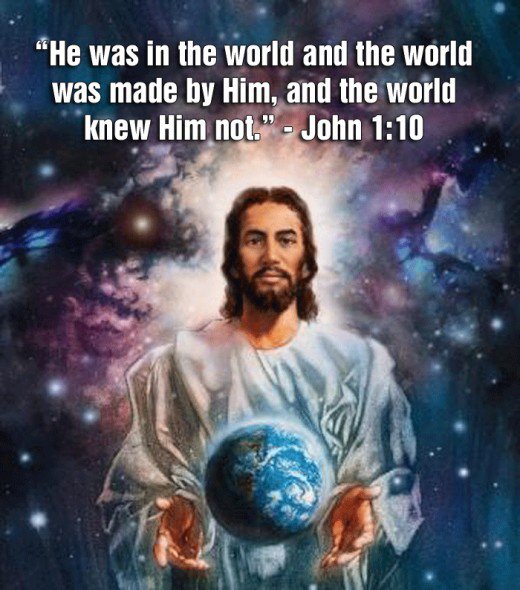 “He was in the world and the world
was made by Him, and the world
knew Him not.” - John 1:10